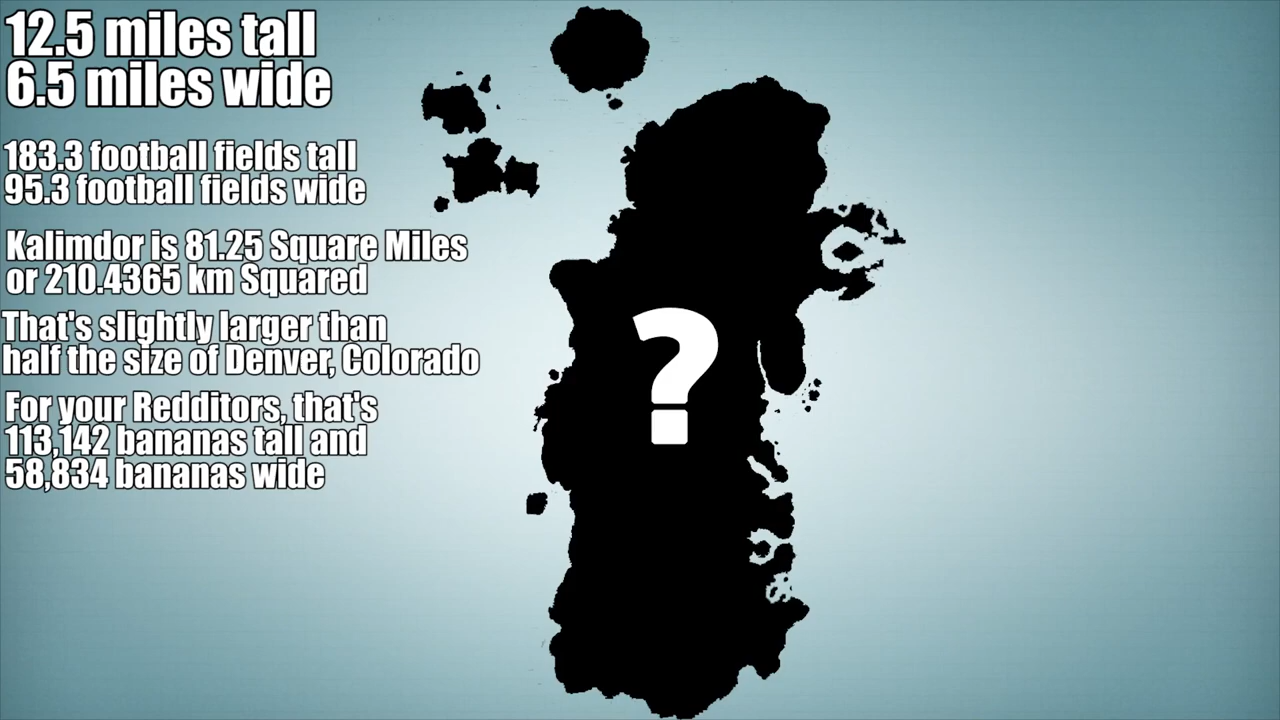 12.5 miles tall
6.5 miles wide
183.3 football fields tall
95.3 football fields wide
Kalimdor is 81.25 Square Miles
or 210.4365 km Squared
That's slightly larger than
half the size of Denver, Colorado
For your Redditors, that's
113,142 bananas tall and
58,834 bananas wide
?